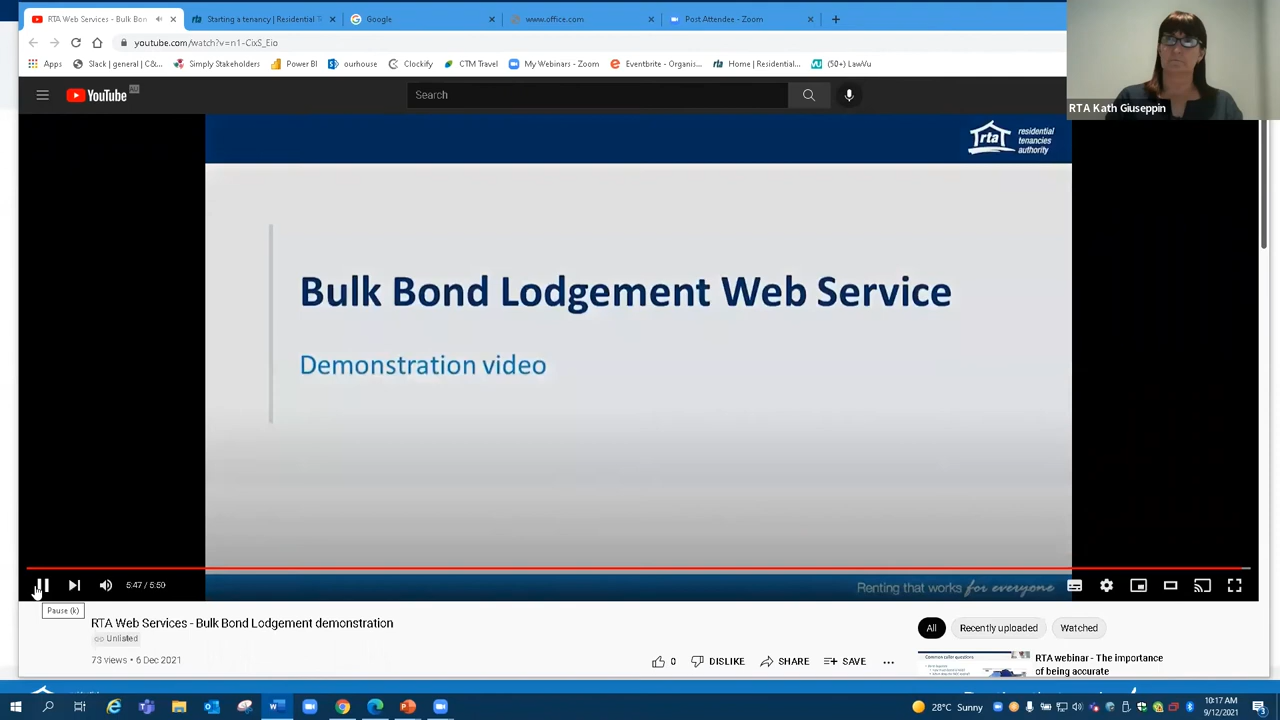 RTA Web Services - Bulk Bon
Starting a tenancy | Residential T
Google
www.office.com
Post Attendee - Zoom
youtube.com/watch?v=n1-CixS_Eio
Apps
Slack | general | C&...
Simply Stakeholders
Power BI
ourhouse
Clockify
CTM Travel
My Webinars - Zoom
Eventbrite - Organis...
Home | Residential...
(50+) LawVu
RTA Kath Giuseppin
YouTube AU
Search
rta residential
tenancies
authority
Bulk Bond Lodgement Web Service
Demonstration video
Renting that works for everyone
5:47 / 5:50
Pause (k)
RTA Web Services - Bulk Bond Lodgement demonstration
Unlisted
73 views • 6 Dec 2021
0 DISLIKE SHARE SAVE
All Recently uploaded Watched
Common caller questions
RTA webinar - The importance
of being accurate
28°C Sunny
10:17 AM
9/12/2021
3